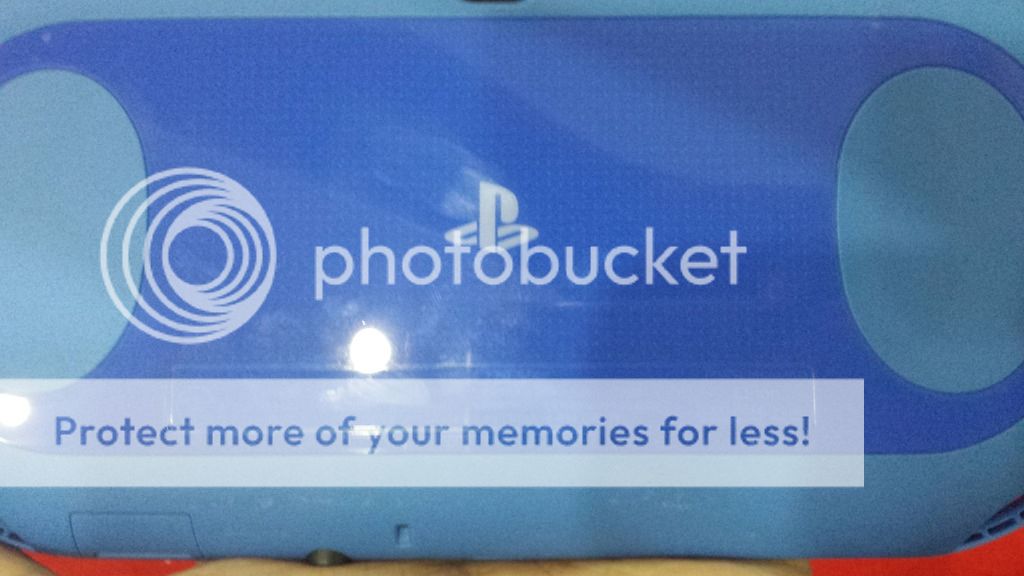 photobucket
Protect more of your memories for less!